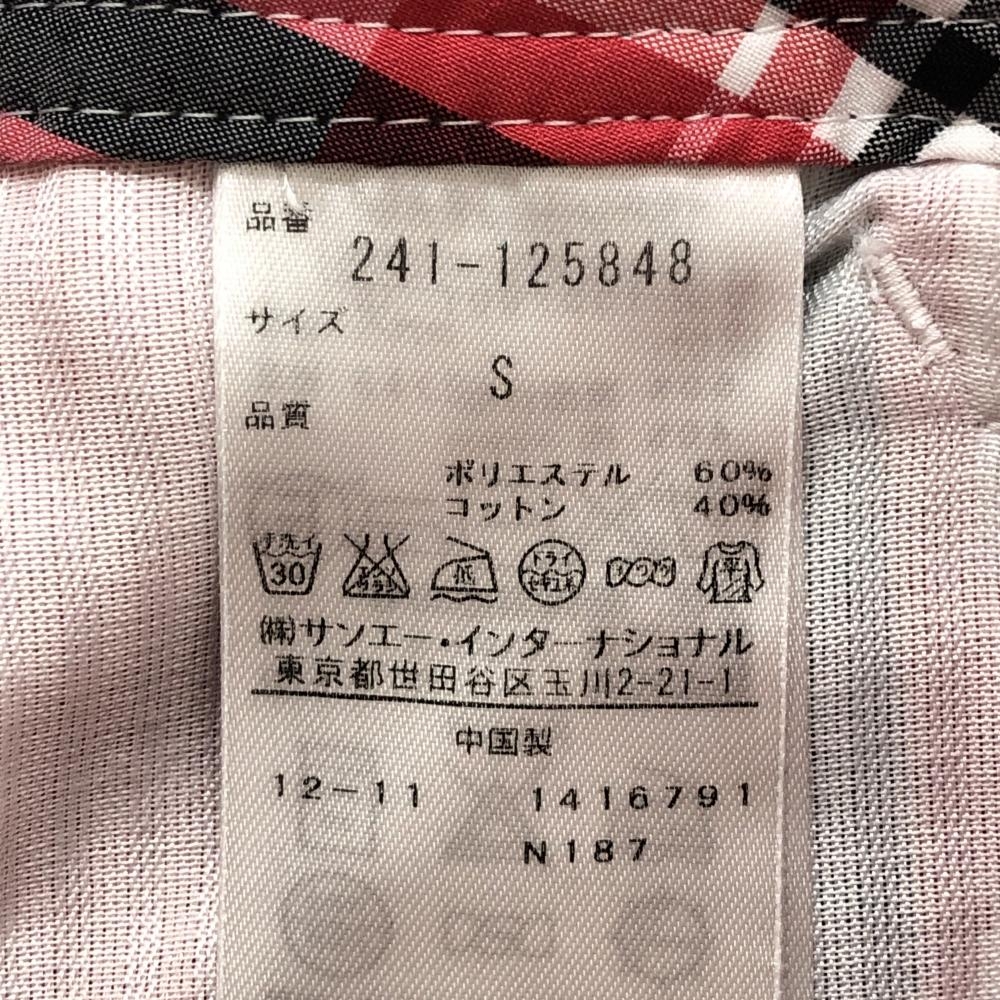 品番
241-125848
サイズ
S
品質
ポリエステル 60%
コットン 40%
手洗イ 30 低 ドライ セキユ系 平
㈱サンエー・インターナショナル
東京都世田谷区玉川2-21-1
中国製
12-11 1416791
N187